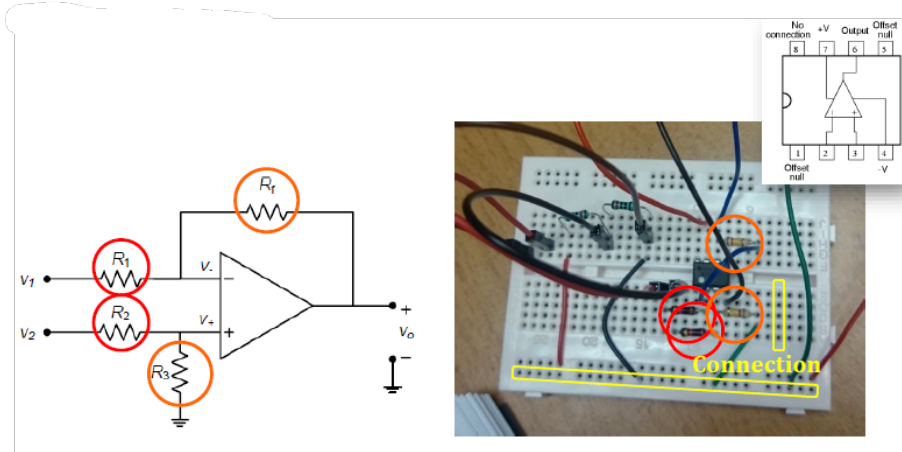 No connection
+V
Output
Offset null
8
7
6
5
1
2
3
4
Offset null
-V
Rf
R1
V-
v1
R2
V+
v2
R3
vo
+
−
−
+
Connection